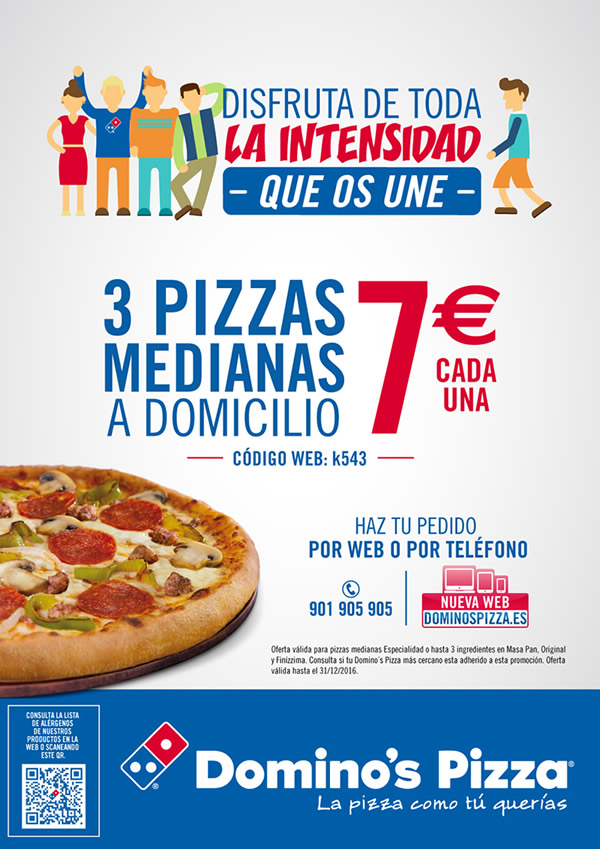 DISFRUTA DE TODA
LA INTENSIDAD
– QUE OS UNE –
3 PIZZAS
MEDIANAS
A DOMICILIO
7€
CADA
UNA
CÓDIGO WEB: k543
HAZ TU PEDIDO
POR WEB O POR TELÉFONO
901 905 905
NUEVA WEB
DOMINOSPIZZA.ES
Oferta válida para pizzas medianas Especialidad o hasta 3 ingredientes en Masa Pan, Original
y Finizzima. Consulta si tu Domino's Pizza más cercano esta adherido a esta promoción. Oferta
válida hasta el 31/12/2016.
CONSULTA LA LISTA
DE ALÉRGENOS
DE NUESTROS
PRODUCTOS EN LA
WEB O SCANEANDO
ESTE QR.
Domino's Pizza®
La pizza como tú querías